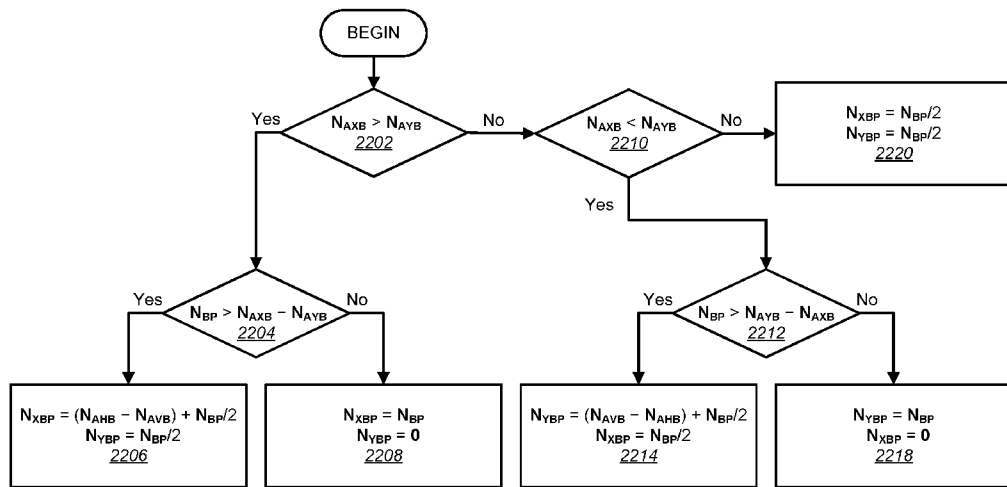 BEGIN
Yes
N_AXB > N_AYB
2202
No
N_AXB < N_AYB
2210
No
N_XBP = N_BP/2
N_YBP = N_BP/2
2220
Yes
Yes
N_BP > N_AXB − N_AYB
2204
No
Yes
N_BP > N_AYB − N_AXB
2212
No
N_XBP = (N_AHB − N_AVB) + N_BP/2
N_YBP = N_BP/2
2206
N_XBP = N_BP
N_YBP = 0
2208
N_YBP = (N_AVB − N_AHB) + N_BP/2
N_XBP = N_BP/2
2214
N_YBP = N_BP
N_XBP = 0
2218